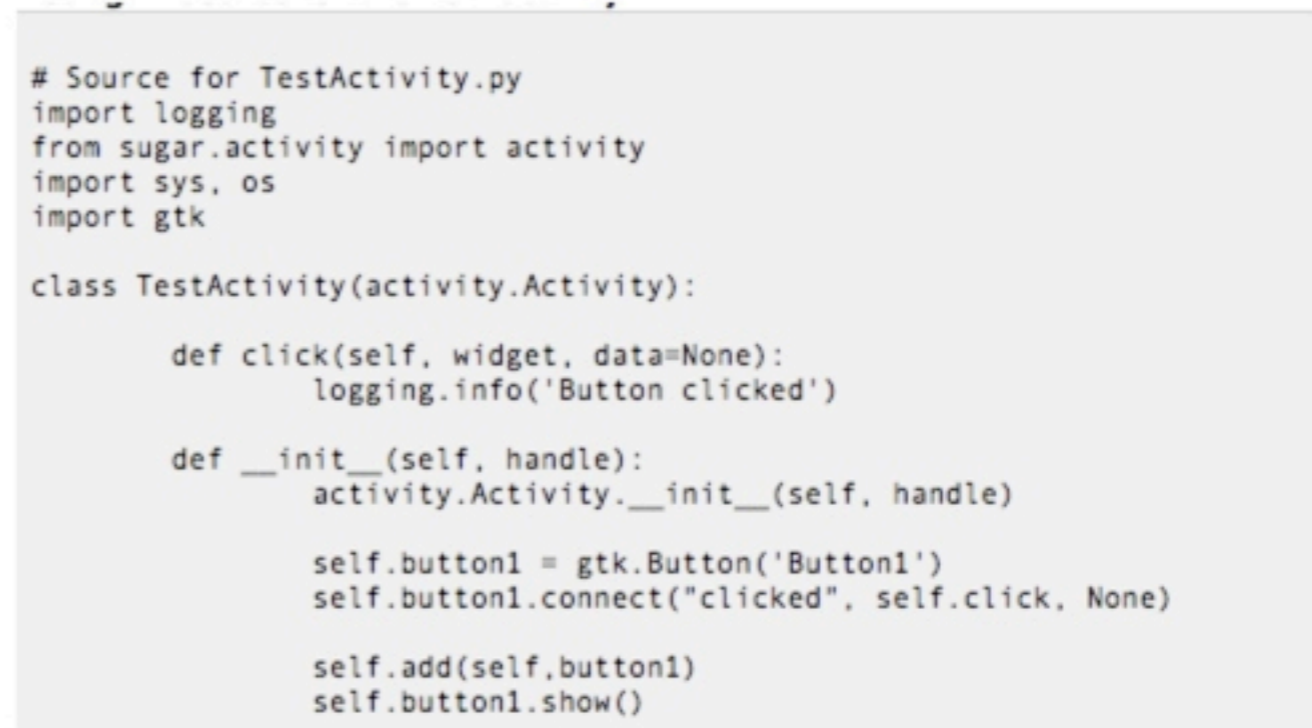 # Source for TestActivity.py
import logging
from sugar.activity import activity
import sys, os
import gtk
class TestActivity(activity.Activity):
def click(self, widget, data=None):
logging.info('Button clicked')
def __init__(self, handle):
activity.Activity.__init__(self, handle)
self.button1 = gtk.Button('Button1')
self.button1.connect("clicked", self.click, None)
self.add(self,button1)
self.button1.show()